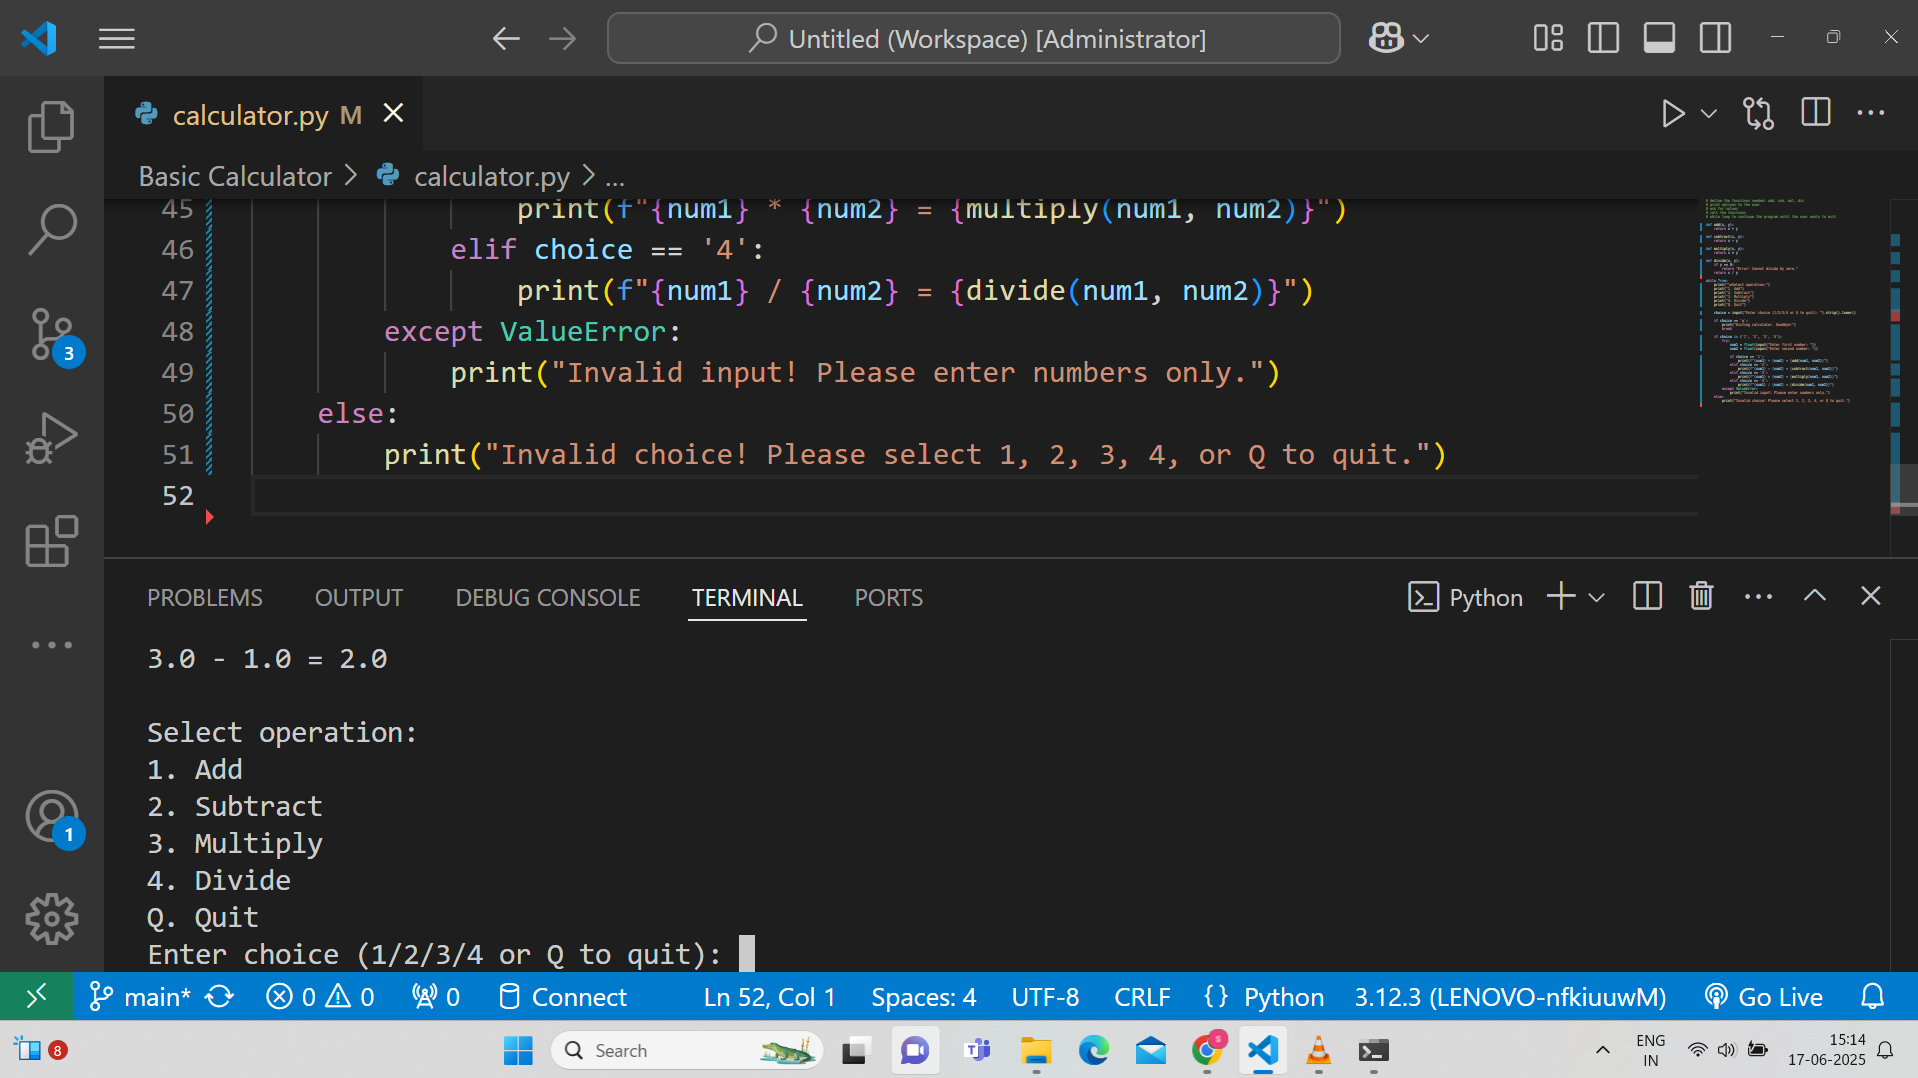 Untitled (Workspace) [Administrator]
calculator.py M
Basic Calculator > calculator.py > ...
45 print(f"{num1} * {num2} = {multiply(num1, num2)}")
46 elif choice == '4':
47 print(f"{num1} / {num2} = {divide(num1, num2)}")
48 except ValueError:
49 print("Invalid input! Please enter numbers only.")
50 else:
51 print("Invalid choice! Please select 1, 2, 3, 4, or Q to quit.")
52
3
1
PROBLEMS OUTPUT DEBUG CONSOLE TERMINAL PORTS Python
3.0 - 1.0 = 2.0
Select operation:
1. Add
2. Subtract
3. Multiply
4. Divide
Q. Quit
Enter choice (1/2/3/4 or Q to quit):
main* 0 0 0 Connect Ln 52, Col 1 Spaces: 4 UTF-8 CRLF {} Python 3.12.3 (LENOVO-nfkiuuwM) Go Live
8 Search ENG 15:14
IN 17-06-2025